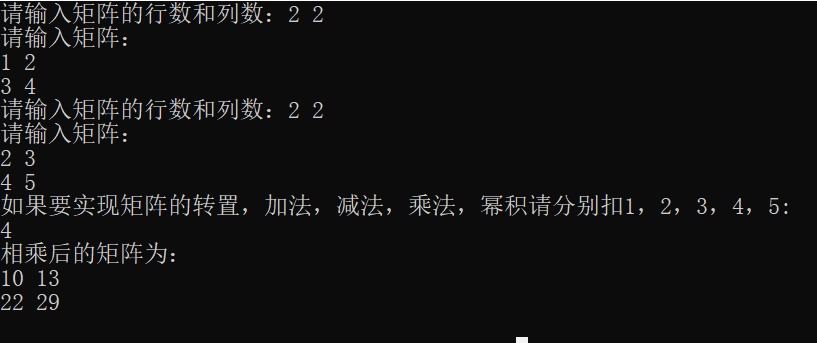 请输入矩阵的行数和列数：2 2
请输入矩阵：
1 2
3 4
请输入矩阵的行数和列数：2 2
请输入矩阵：
2 3
4 5
如果要实现矩阵的转置，加法，减法，乘法，幂积请分别扣1，2，3，4，5：
4
相乘后的矩阵为：
10 13
22 29